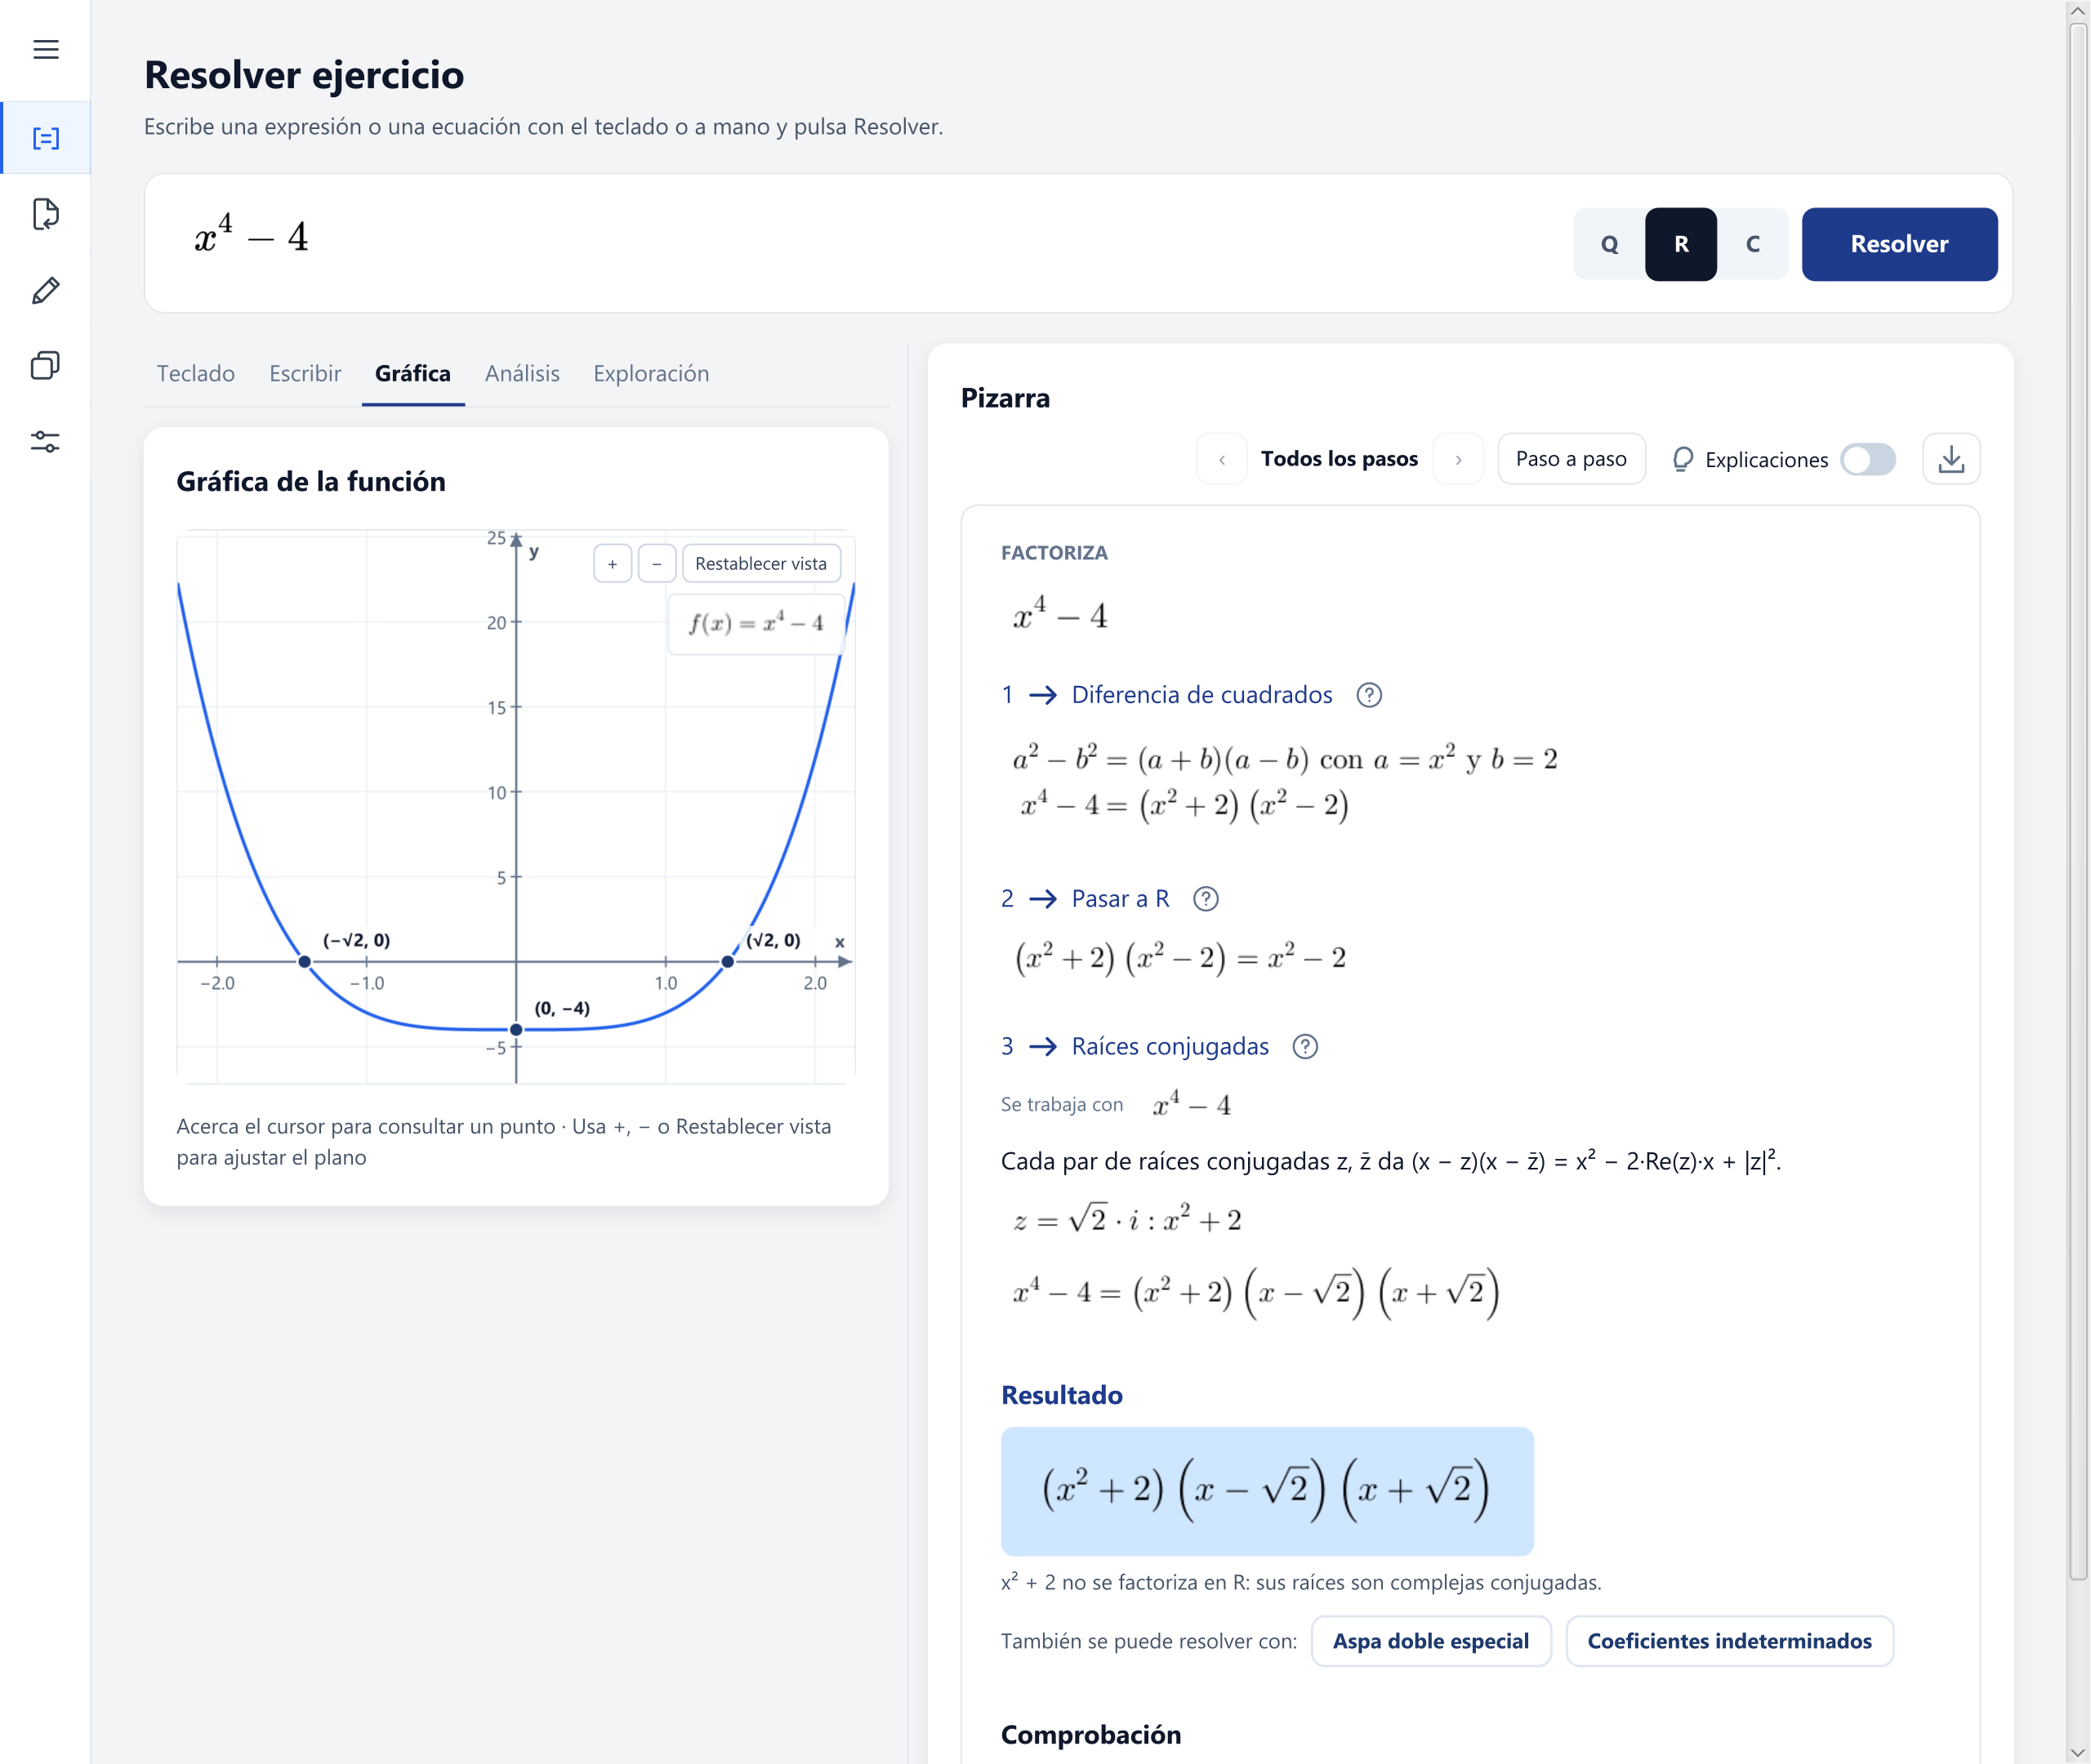 Resolver ejercicio
Escribe una expresión o una ecuación con el teclado o a mano y pulsa Resolver.
x⁴ − 4
Q R C Resolver
Teclado Escribir Gráfica Análisis Exploración
Gráfica de la función
25 y
+ − Restablecer vista
f(x) = x⁴ − 4
20
15
10
5
(−√2, 0) (√2, 0) x
−2.0 −1.0 1.0 2.0
(0, −4)
−5
Acerca el cursor para consultar un punto · Usa +, − o Restablecer vista
para ajustar el plano
Pizarra
‹ Todos los pasos › Paso a paso Explicaciones
FACTORIZA
x⁴ − 4
1 → Diferencia de cuadrados ?
a² − b² = (a + b)(a − b) con a = x² y b = 2
x⁴ − 4 = (x² + 2) (x² − 2)
2 → Pasar a R ?
(x² + 2) (x² − 2) = x² − 2
3 → Raíces conjugadas ?
Se trabaja con x⁴ − 4
Cada par de raíces conjugadas z, z̄ da (x − z)(x − z̄) = x² − 2·Re(z)·x + |z|².
z = √2 · i : x² + 2
x⁴ − 4 = (x² + 2) (x − √2) (x + √2)
Resultado
(x² + 2) (x − √2) (x + √2)
x² + 2 no se factoriza en R: sus raíces son complejas conjugadas.
También se puede resolver con: Aspa doble especial Coeficientes indeterminados
Comprobación